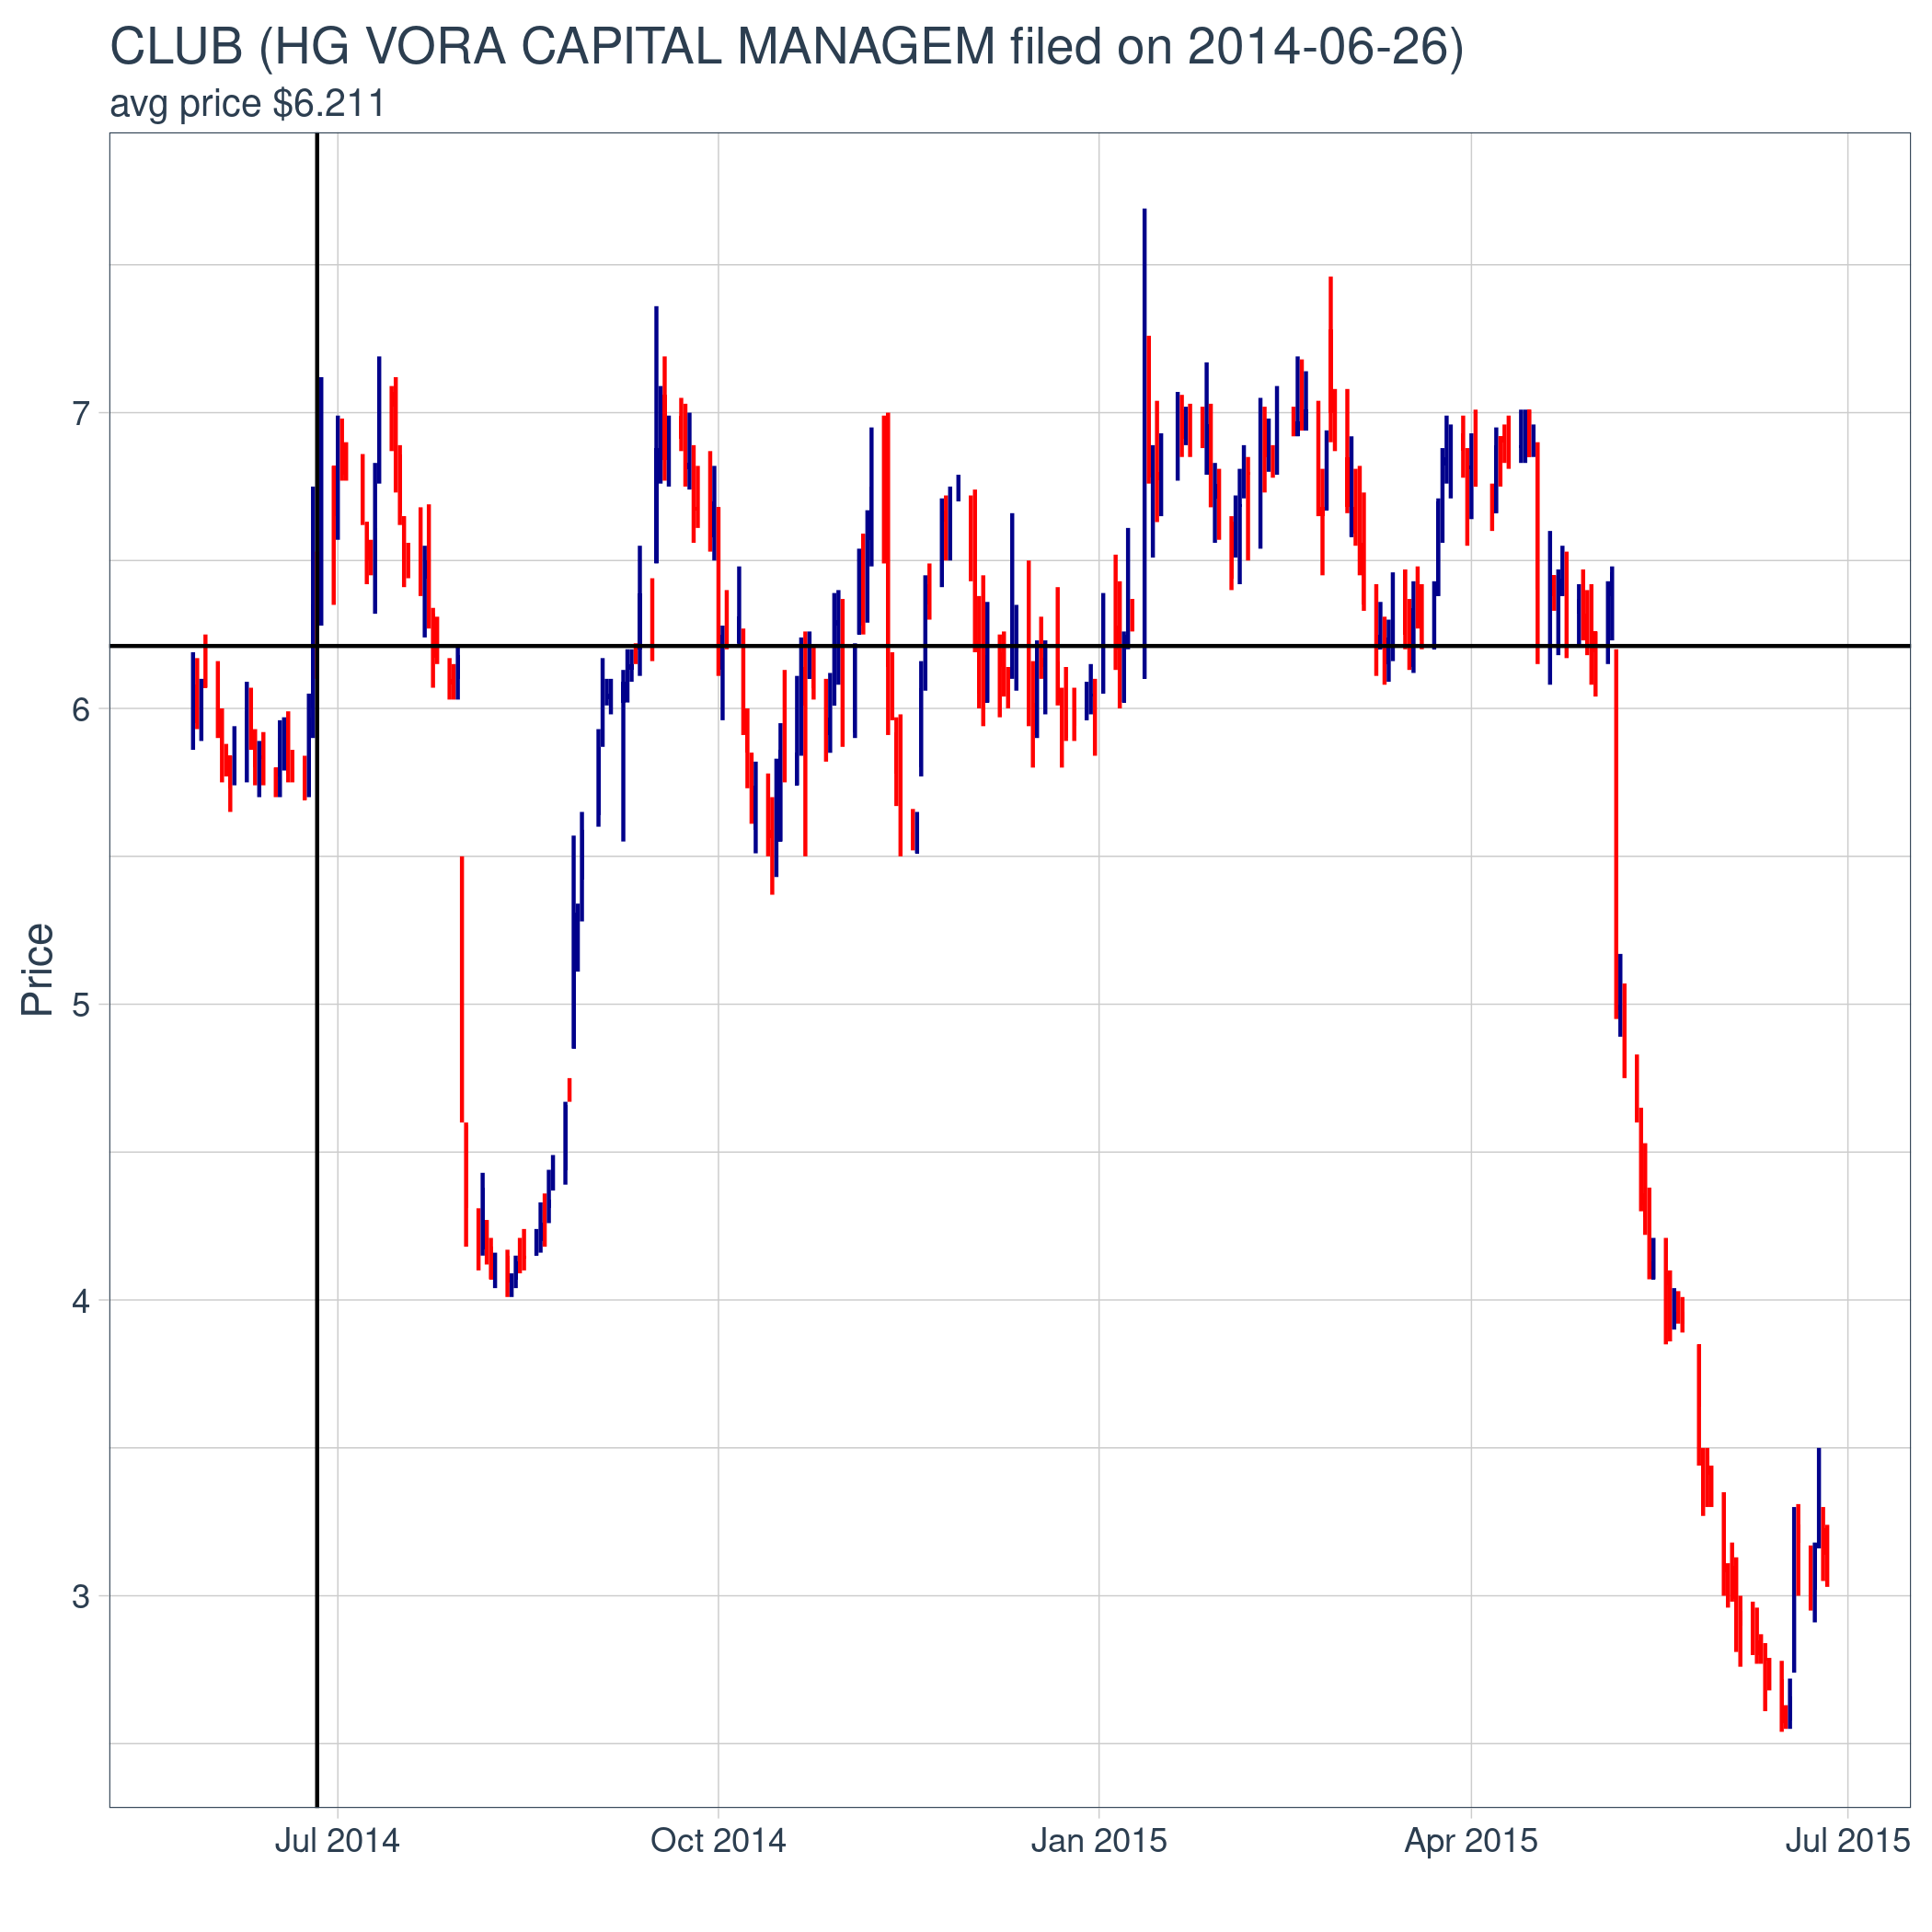 CLUB (HG VORA CAPITAL MANAGEM filed on 2014-06-26)
avg price $6.211
Price
7
6
5
4
3
Jul 2014
Oct 2014
Jan 2015
Apr 2015
Jul 2015